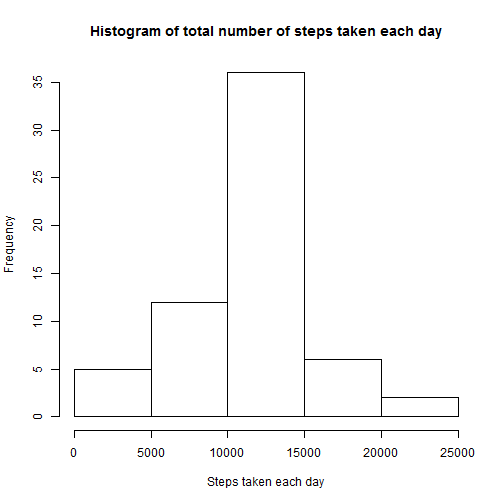 Histogram of total number of steps taken each day
Frequency
35
30
25
20
15
10
5
0
0 5000 10000 15000 20000 25000
Steps taken each day